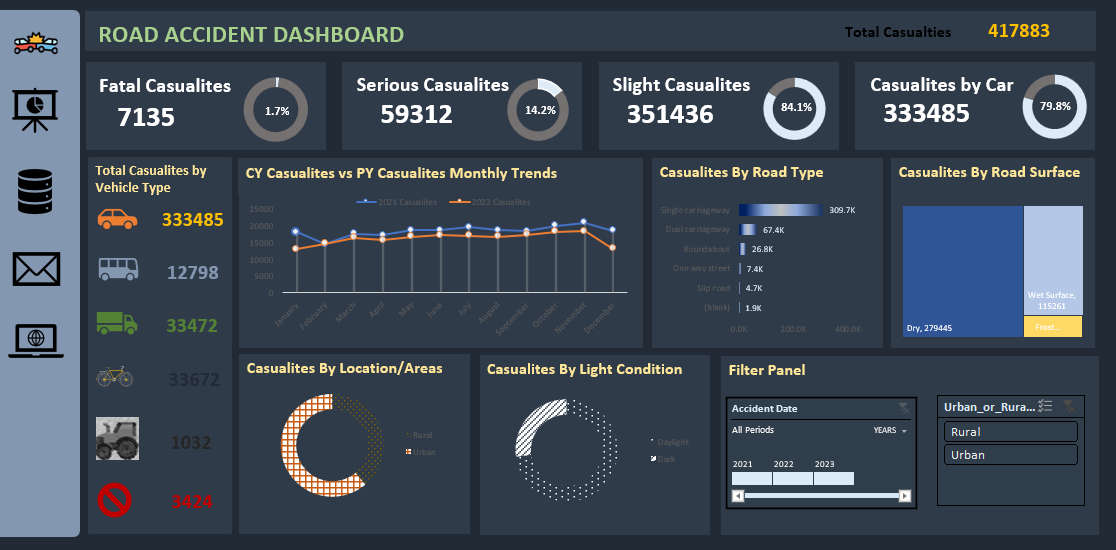 ROAD ACCIDENT DASHBOARD
Total Casualties
417883
Fatal Casualites
7135
1.7%
Serious Casualites
59312
14.2%
Slight Casualites
351436
84.1%
Casualites by Car
333485
79.8%
Total Casualites by
Vehicle Type
333485
12798
33472
33672
1032
3424
CY Casualites vs PY Casualites Monthly Trends
2021 Casualites
2022 Casualites
25000
20000
15000
10000
5000
0
January
February
March
April
May
June
July
August
September
October
November
December
Casualites By Road Type
Single carriageway
309.7K
Dual carriageway
67.4K
Roundabout
26.8K
One way street
7.4K
Slip road
4.7K
(blank)
1.9K
0.0K
200.0K
400.0K
Casualites By Road Surface
Dry, 279445
Wet Surface,
115261
Frost...
Casualites By Location/Areas
Rural
Urban
Casualites By Light Condition
Daylight
Dark
Filter Panel
Accident Date
All Periods
YEARS
2021
2022
2023
Urban_or_Rura...
Rural
Urban